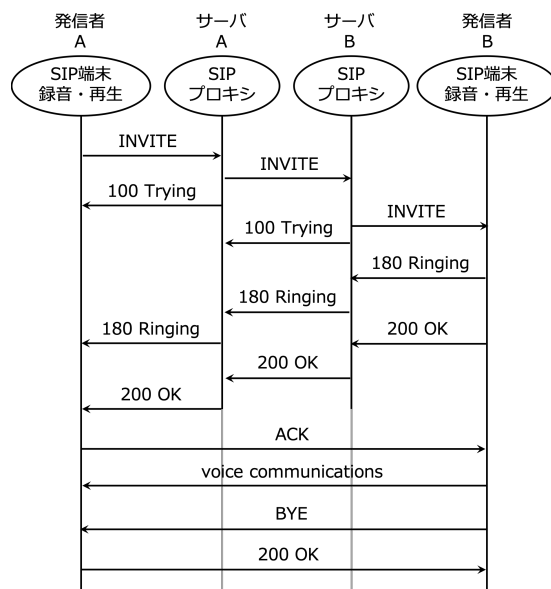 発信者
A
サーバ
A
サーバ
B
発信者
B
SIP端末
録音・再生
SIP
プロキシ
SIP
プロキシ
SIP端末
録音・再生
INVITE
INVITE
100 Trying
INVITE
100 Trying
180 Ringing
180 Ringing
180 Ringing
200 OK
200 OK
200 OK
ACK
voice communications
BYE
200 OK